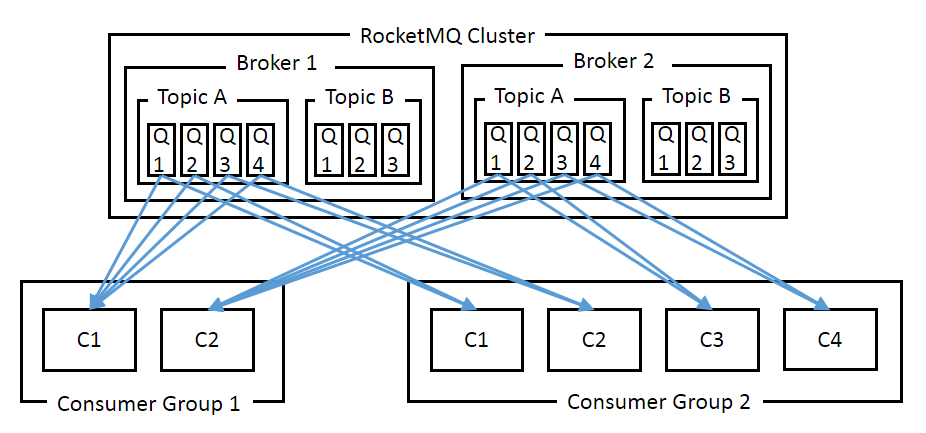 RocketMQ Cluster
Broker 1
Broker 2
Topic A
Topic B
Topic A
Topic B
Q Q Q Q
1 2 3 4
Q Q Q
1 2 3
Q Q Q Q
1 2 3 4
Q Q Q
1 2 3
C1
C2
C1
C2
C3
C4
Consumer Group 1
Consumer Group 2